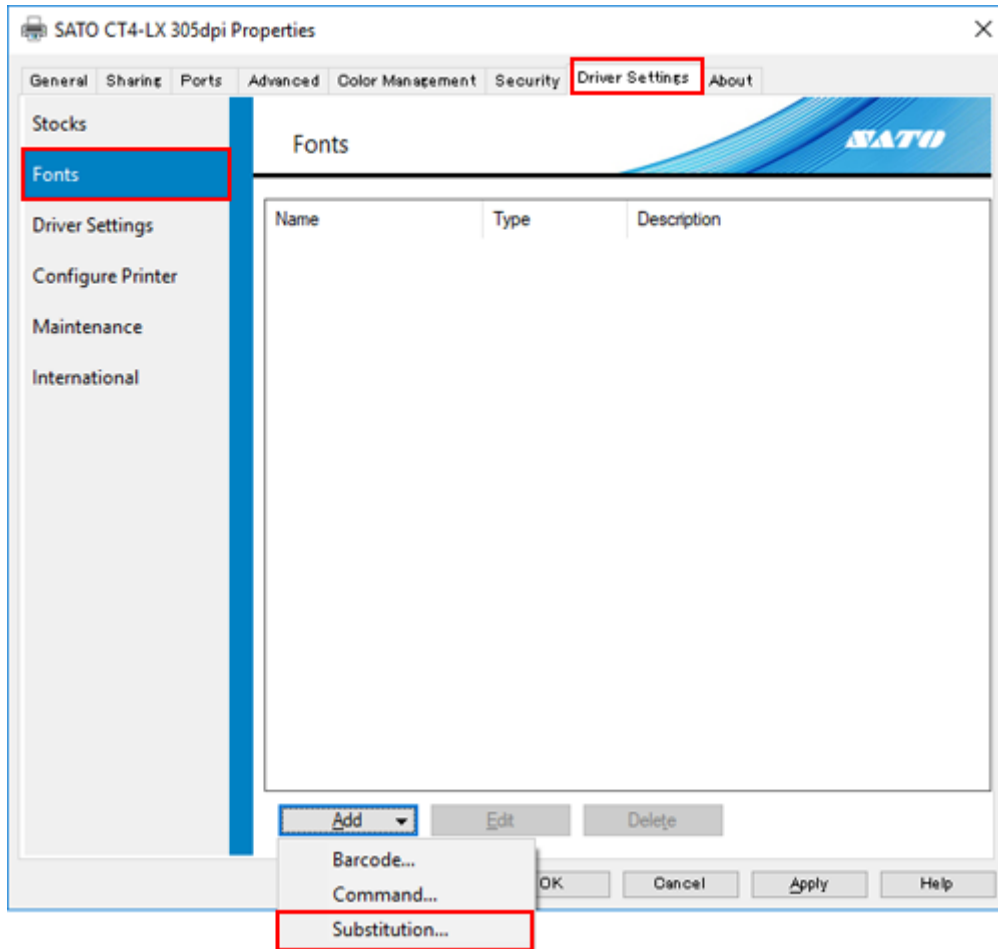 SATO CT4-LX 305dpi Properties
General Sharing Ports Advanced Color Management Security Driver Settings About
Stocks
Fonts
Driver Settings
Configure Printer
Maintenance
International
Fonts
SATO
Name Type Description
Add Edit Delete
Barcode...
Command...
Substitution...
OK Cancel Apply Help